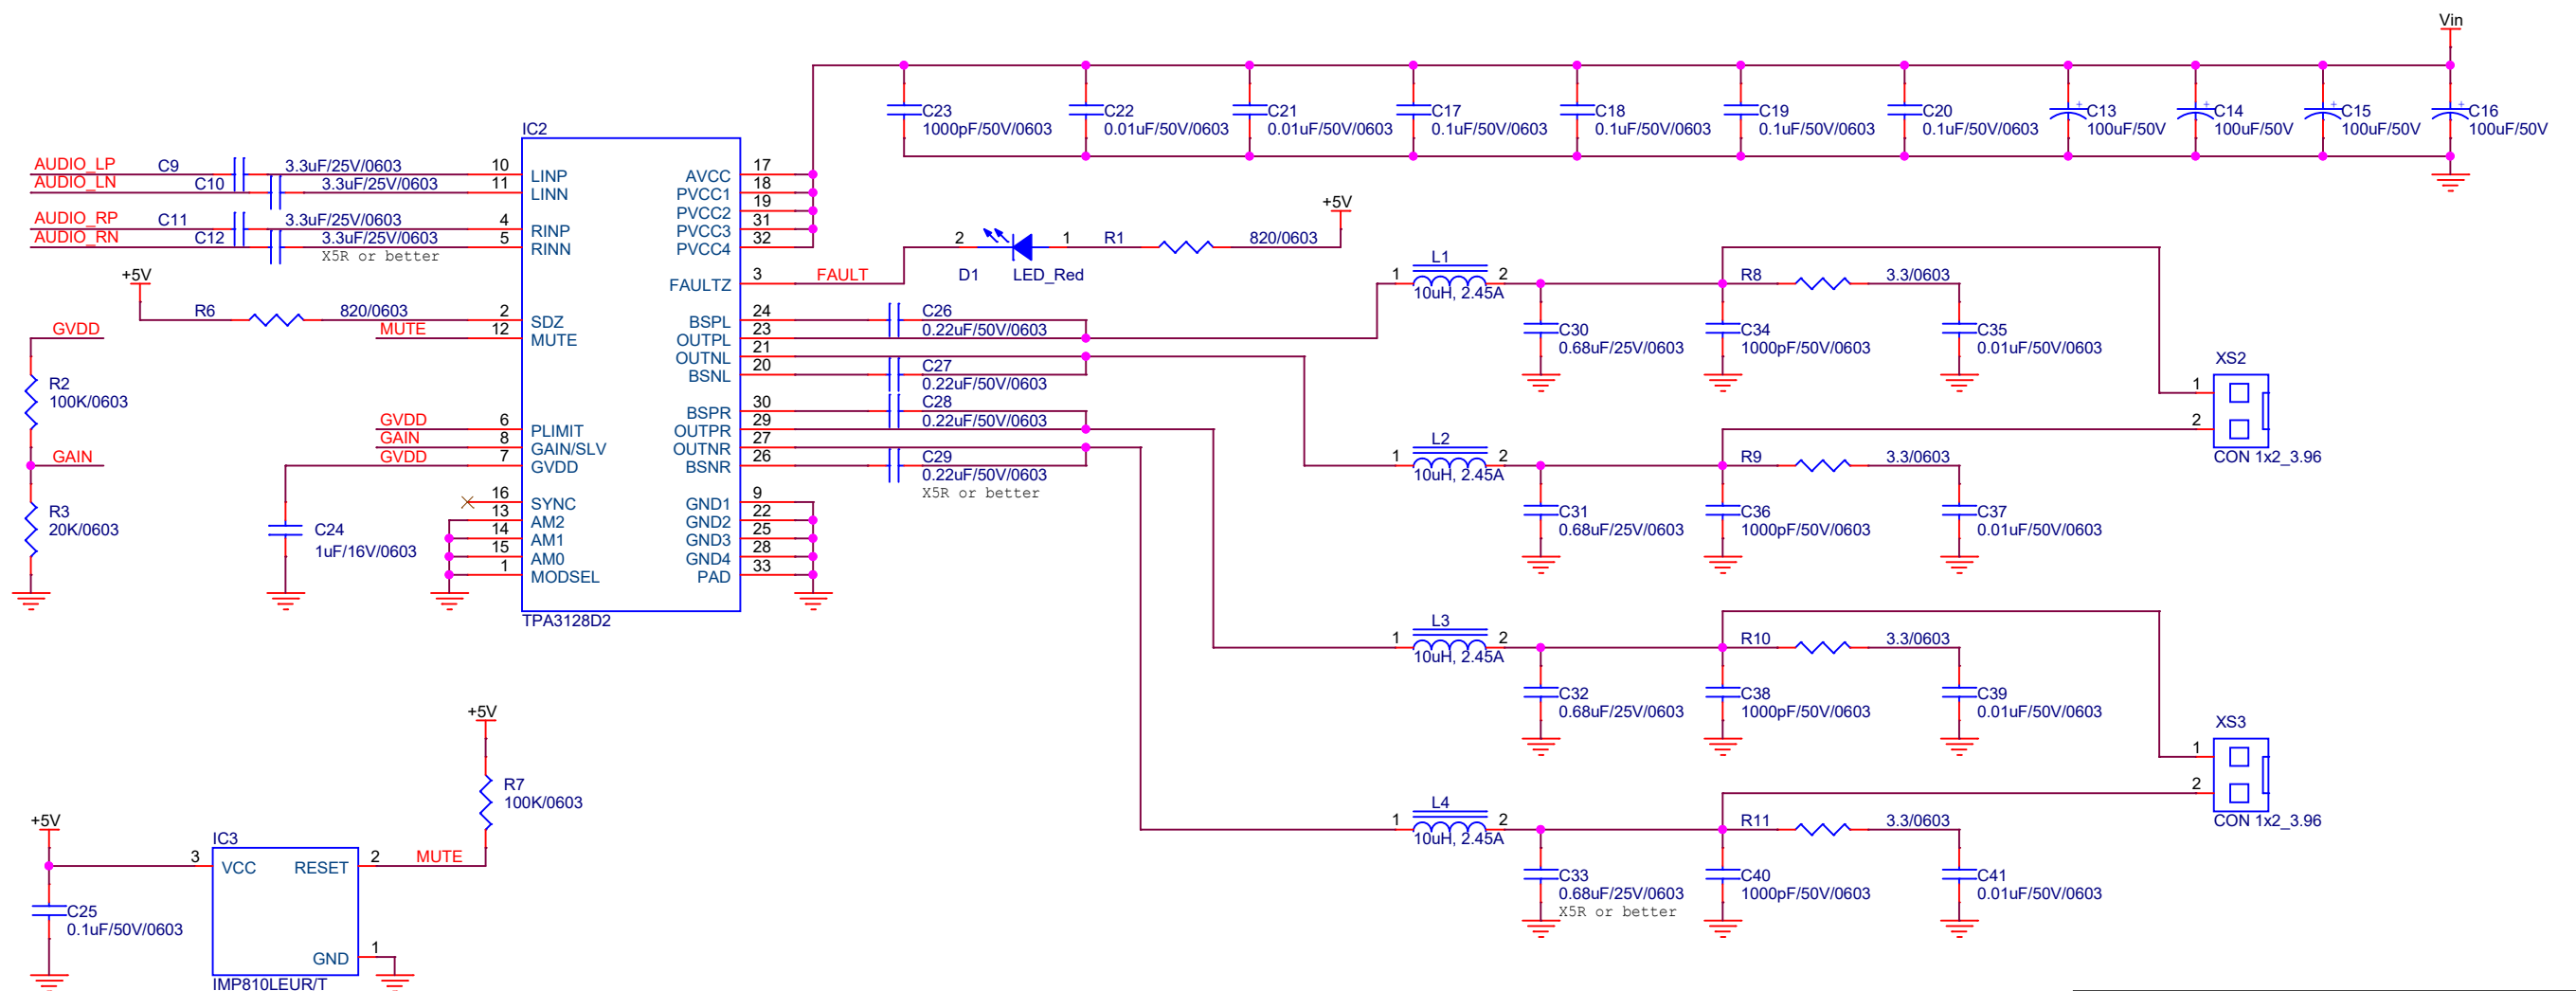 Vin
C23
1000pF/50V/0603
C22
0.01uF/50V/0603
C21
0.01uF/50V/0603
C17
0.1uF/50V/0603
C18
0.1uF/50V/0603
C19
0.1uF/50V/0603
C20
0.1uF/50V/0603
+
C13
100uF/50V
+
C14
100uF/50V
+
C15
100uF/50V
+
C16
100uF/50V
IC2
AUDIO_LP C9 3.3uF/25V/0603 10 LINP
AUDIO_LN C10 3.3uF/25V/0603 11 LINN
AUDIO_RP C11 3.3uF/25V/0603 4 RINP
AUDIO_RN C12 3.3uF/25V/0603 5 RINN
X5R or better
+5V
R6 820/0603 2 SDZ
MUTE 12 MUTE
GVDD
R2
100K/0603
GAIN
R3
20K/0603
GVDD 6 PLIMIT
GAIN 8 GAIN/SLV
GVDD 7 GVDD
C24
1uF/16V/0603
16 SYNC
13 AM2
14 AM1
15 AM0
1 MODSEL
TPA3128D2
AVCC 17
PVCC1 18
PVCC2 19
PVCC3 31
PVCC4 32
FAULTZ 3 FAULT
2 1 R1 820/0603
D1 LED_Red
+5V
BSPL 24
OUTPL 23
OUTNL 21
BSNL 20
BSPR 30
OUTPR 29
OUTNR 27
BSNR 26
GND1 9
GND2 22
GND3 25
GND4 28
PAD 33
C26
0.22uF/50V/0603
C27
0.22uF/50V/0603
C28
0.22uF/50V/0603
C29
0.22uF/50V/0603
X5R or better
L1
1 2
10uH, 2.45A
R8 3.3/0603
C30
0.68uF/25V/0603
C34
1000pF/50V/0603
C35
0.01uF/50V/0603
L2
1 2
10uH, 2.45A
R9 3.3/0603
C31
0.68uF/25V/0603
C36
1000pF/50V/0603
C37
0.01uF/50V/0603
XS2
1
2
CON 1x2_3.96
L3
1 2
10uH, 2.45A
R10 3.3/0603
C32
0.68uF/25V/0603
C38
1000pF/50V/0603
C39
0.01uF/50V/0603
L4
1 2
10uH, 2.45A
R11 3.3/0603
C33
0.68uF/25V/0603
X5R or better
C40
1000pF/50V/0603
C41
0.01uF/50V/0603
XS3
1
2
CON 1x2_3.96
+5V
R7
100K/0603
+5V
IC3
3 VCC RESET 2 MUTE
C25
0.1uF/50V/0603
GND 1
IMP810LEUR/T